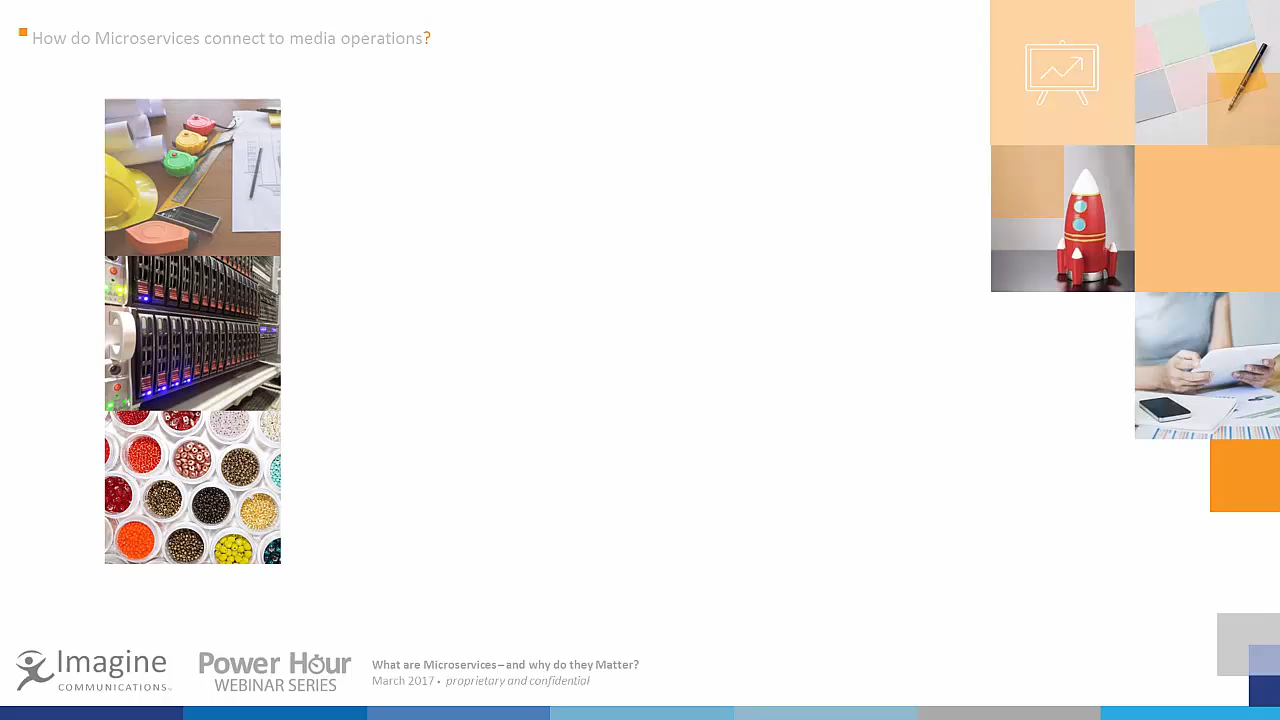 How do Microservices connect to media operations?
Imagine
COMMUNICATIONS
Power Hour
WEBINAR SERIES
What are Microservices–and why do they Matter?
March 2017 • proprietary and confidential